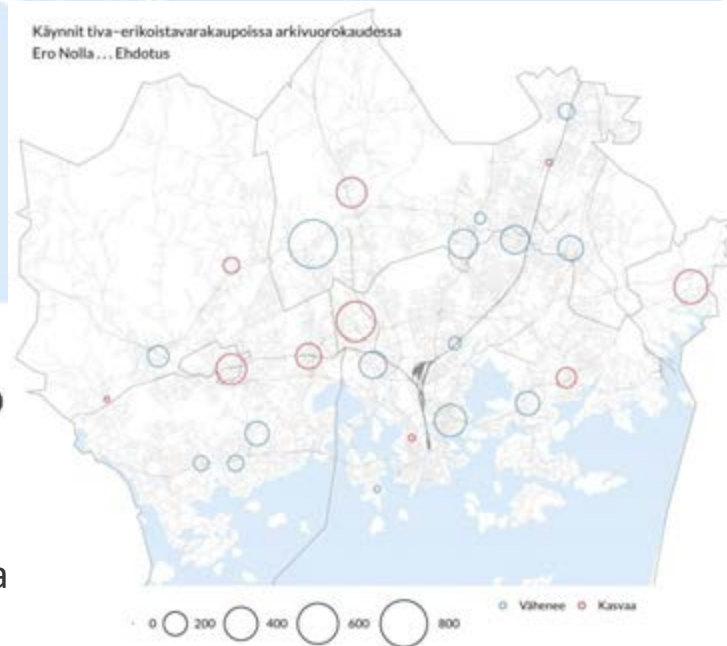 Käynnit tiva-erikoistavarakaupoissa arkivuorokaudessa
Ero Nolla ... Ehdotus
a
0 200 400 600 800
Vähenee Kasvaa